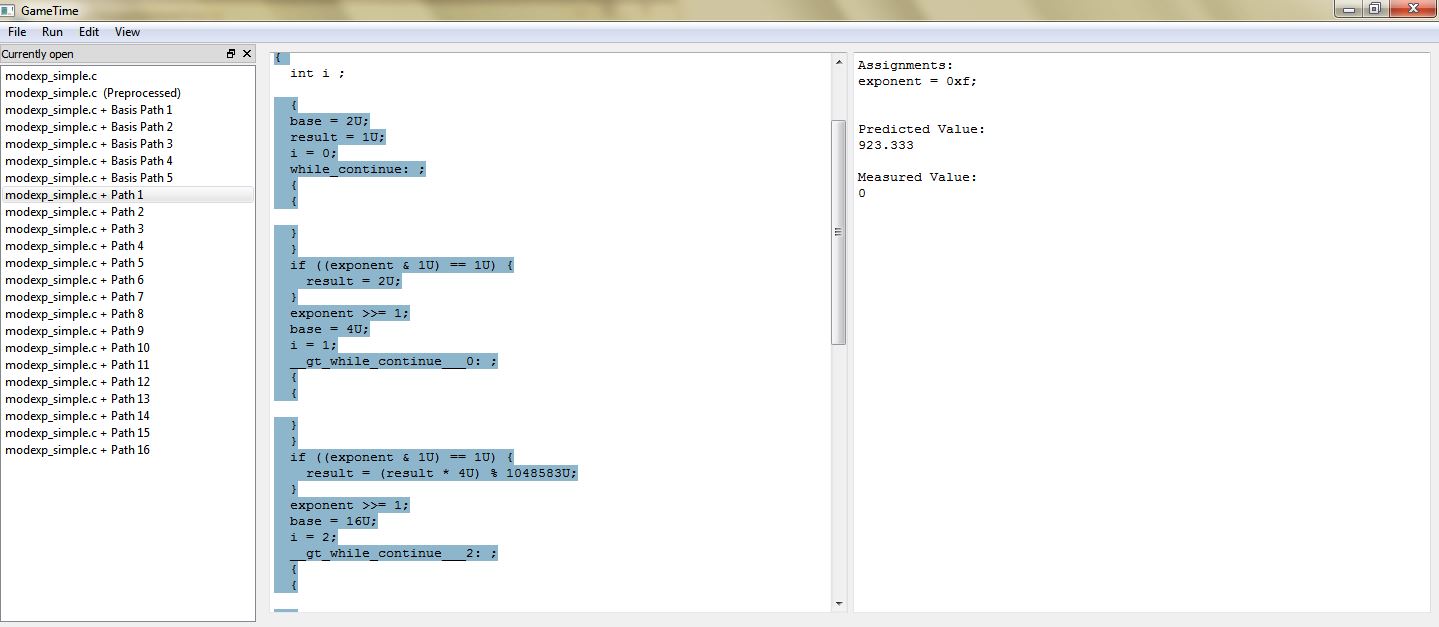 GameTime
File Run Edit View
Currently open
modexp_simple.c
modexp_simple.c (Preprocessed)
modexp_simple.c + Basis Path 1
modexp_simple.c + Basis Path 2
modexp_simple.c + Basis Path 3
modexp_simple.c + Basis Path 4
modexp_simple.c + Basis Path 5
modexp_simple.c + Path 1
modexp_simple.c + Path 2
modexp_simple.c + Path 3
modexp_simple.c + Path 4
modexp_simple.c + Path 5
modexp_simple.c + Path 6
modexp_simple.c + Path 7
modexp_simple.c + Path 8
modexp_simple.c + Path 9
modexp_simple.c + Path 10
modexp_simple.c + Path 11
modexp_simple.c + Path 12
modexp_simple.c + Path 13
modexp_simple.c + Path 14
modexp_simple.c + Path 15
modexp_simple.c + Path 16
{
int i ;
{
base = 2U;
result = 1U;
i = 0;
while_continue: ;
{
{
}
}
if ((exponent & 1U) == 1U) {
result = 2U;
}
exponent >>= 1;
base = 4U;
i = 1;
__gt_while_continue___0: ;
{
{
}
}
if ((exponent & 1U) == 1U) {
result = (result * 4U) % 1048583U;
}
exponent >>= 1;
base = 16U;
i = 2;
__gt_while_continue___2: ;
{
{
Assignments:
exponent = 0xf;
Predicted Value:
923.333
Measured Value:
0